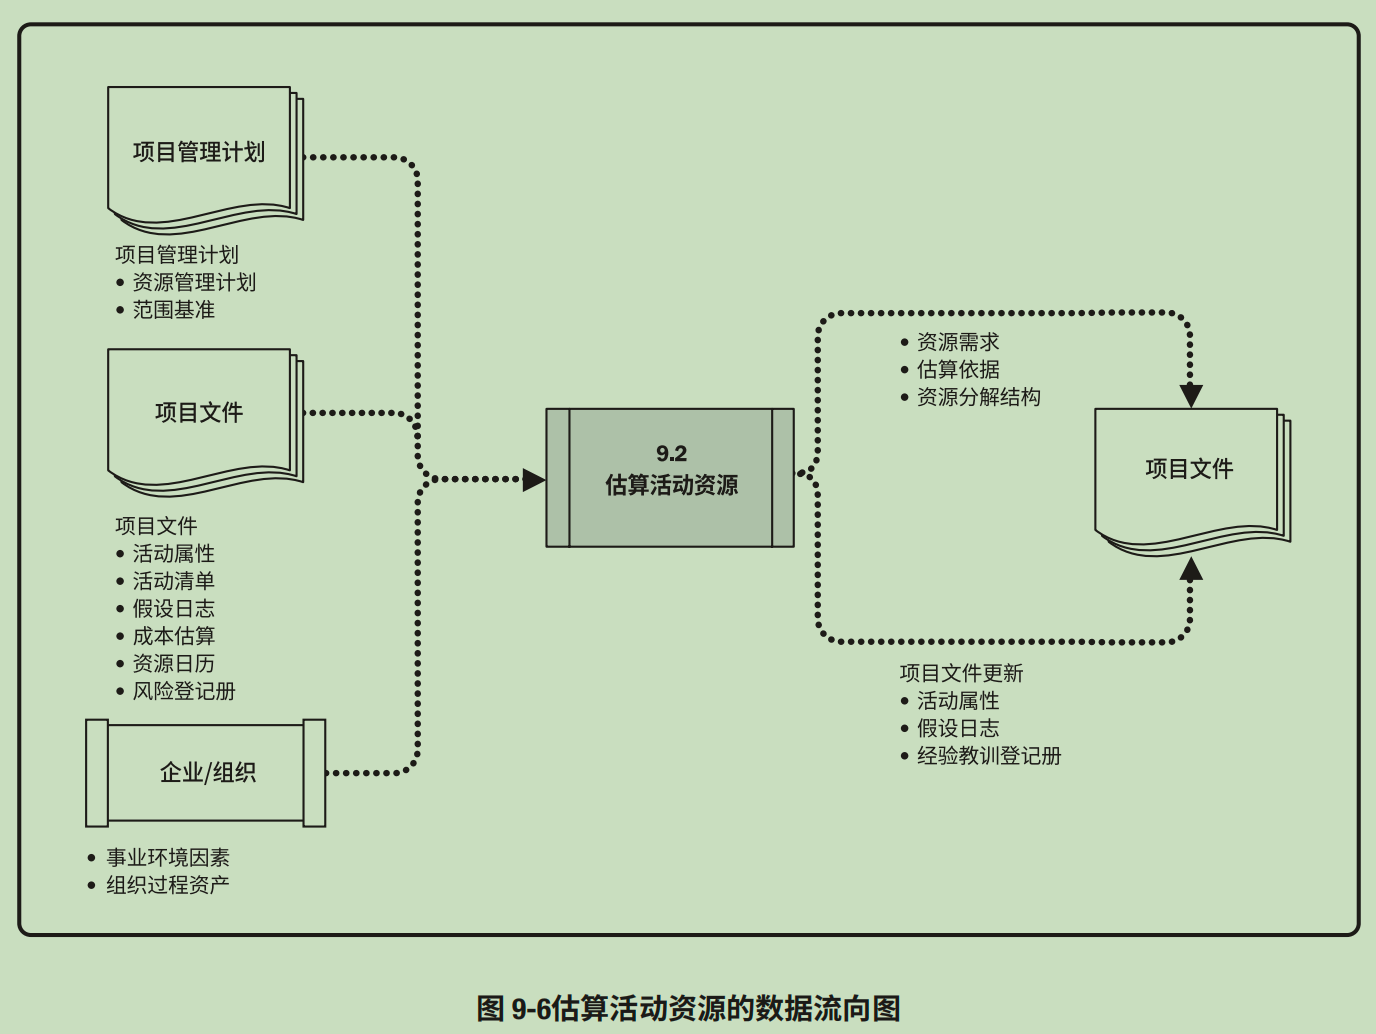 项目管理计划
项目管理计划
• 资源管理计划
• 范围基准
项目文件
项目文件
• 活动属性
• 活动清单
• 假设日志
• 成本估算
• 资源日历
• 风险登记册
企业/组织
• 事业环境因素
• 组织过程资产
9.2
估算活动资源
• 资源需求
• 估算依据
• 资源分解结构
项目文件
项目文件更新
• 活动属性
• 假设日志
• 经验教训登记册
图 9-6估算活动资源的数据流向图